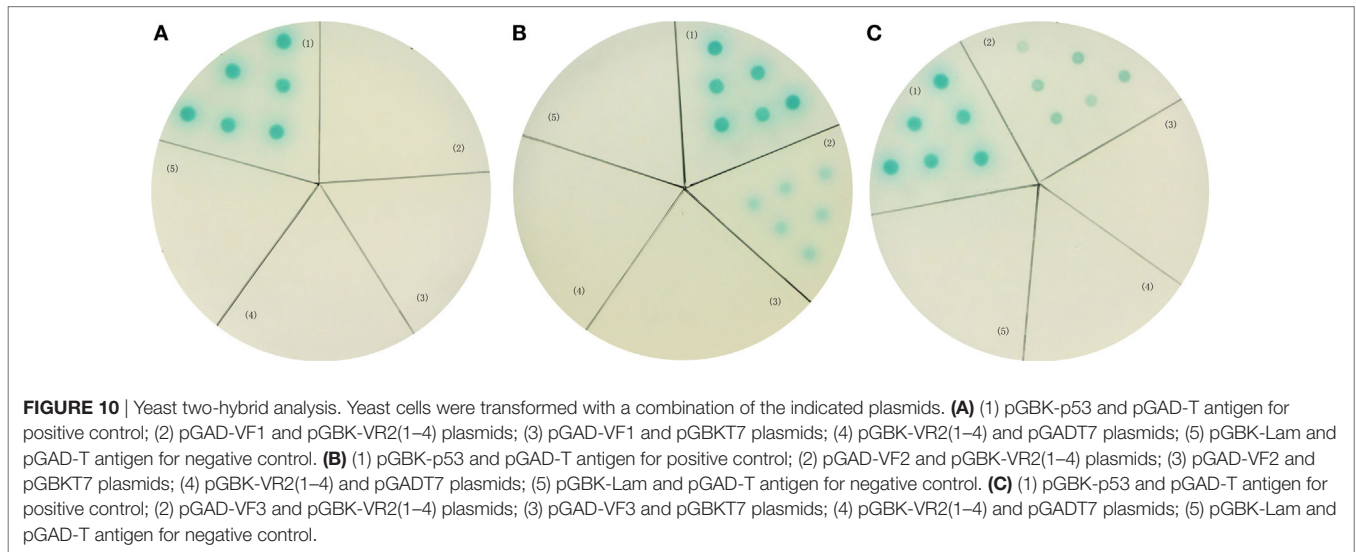 A
B
C
(1)
(2)
(3)
(4)
(5)
(1)
(2)
(3)
(4)
(5)
(1)
(2)
(3)
(4)
(5)
FIGURE 10 | Yeast two-hybrid analysis. Yeast cells were transformed with a combination of the indicated plasmids. (A) (1) pGBK-p53 and pGAD-T antigen for
positive control; (2) pGAD-VF1 and pGBK-VR2(1–4) plasmids; (3) pGAD-VF1 and pGBKT7 plasmids; (4) pGBK-VR2(1–4) and pGADT7 plasmids; (5) pGBK-Lam and
pGAD-T antigen for negative control. (B) (1) pGBK-p53 and pGAD-T antigen for positive control; (2) pGAD-VF2 and pGBK-VR2(1–4) plasmids; (3) pGAD-VF2 and
pGBKT7 plasmids; (4) pGBK-VR2(1–4) and pGADT7 plasmids; (5) pGBK-Lam and pGAD-T antigen for negative control. (C) (1) pGBK-p53 and pGAD-T antigen for
positive control; (2) pGAD-VF3 and pGBK-VR2(1–4) plasmids; (3) pGAD-VF3 and pGBKT7 plasmids; (4) pGBK-VR2(1–4) and pGADT7 plasmids; (5) pGBK-Lam and
pGAD-T antigen for negative control.